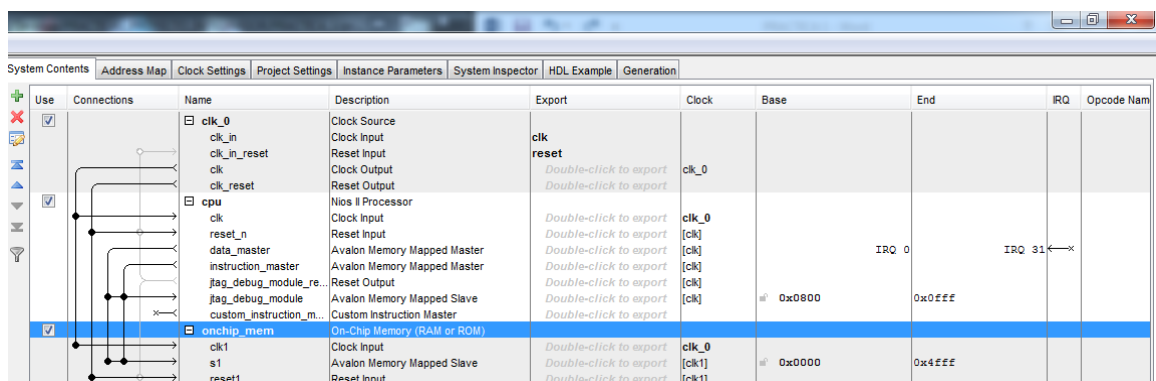 System Contents Address Map Clock Settings Project Settings Instance Parameters System Inspector HDL Example Generation
Use Connections Name Description Export Clock Base End IRQ Opcode Nam
clk_0 Clock Source
clk_in Clock Input clk
clk_in_reset Reset Input reset
clk Clock Output Double-click to export clk_0
clk_reset Reset Output Double-click to export
cpu Nios II Processor
clk Clock Input Double-click to export clk_0
reset_n Reset Input Double-click to export [clk]
data_master Avalon Memory Mapped Master Double-click to export [clk] IRQ 0 IRQ 31
instruction_master Avalon Memory Mapped Master Double-click to export [clk]
jtag_debug_module_re... Reset Output Double-click to export [clk]
jtag_debug_module Avalon Memory Mapped Slave Double-click to export [clk] 0x0800 0x0fff
custom_instruction_m... Custom Instruction Master Double-click to export
onchip_mem On-Chip Memory (RAM or ROM)
clk1 Clock Input Double-click to export clk_0
s1 Avalon Memory Mapped Slave Double-click to export [clk1] 0x0000 0x4fff
reset1 Reset Input Double-click to export [clk1]